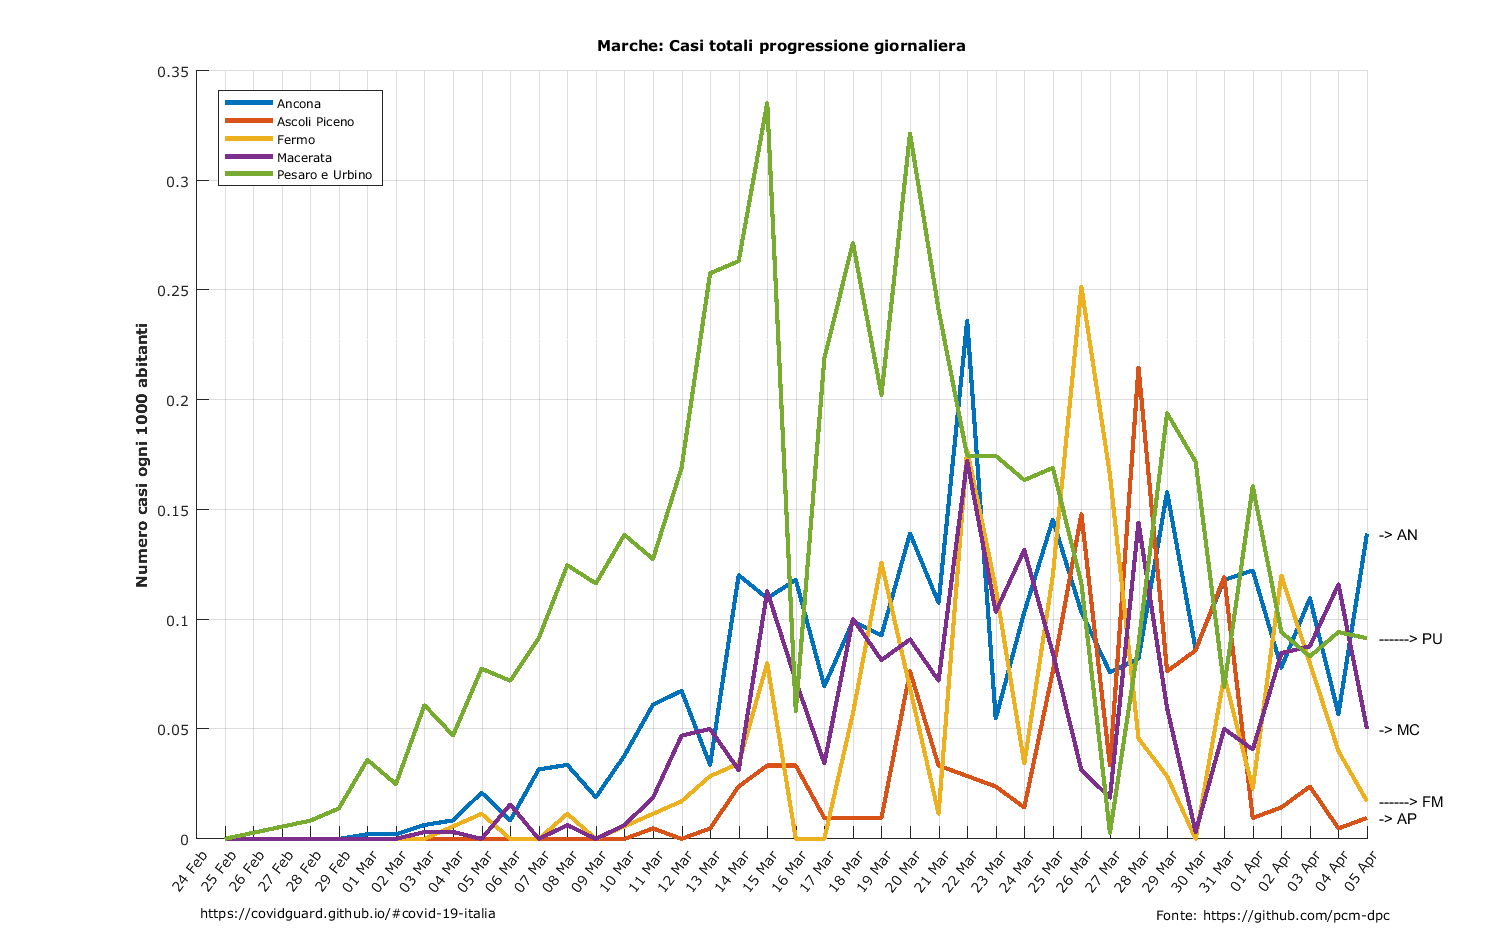 Marche: Casi totali progressione giornaliera
Numero casi ogni 1000 abitanti
0.35
0.3
0.25
0.2
0.15
0.1
0.05
0
Ancona
Ascoli Piceno
Fermo
Macerata
Pesaro e Urbino
-> AN
------> PU
-> MC
------> FM
-> AP
24 Feb
25 Feb
26 Feb
27 Feb
28 Feb
29 Feb
01 Mar
02 Mar
03 Mar
04 Mar
05 Mar
06 Mar
07 Mar
08 Mar
09 Mar
10 Mar
11 Mar
12 Mar
13 Mar
14 Mar
15 Mar
16 Mar
17 Mar
18 Mar
19 Mar
20 Mar
21 Mar
22 Mar
23 Mar
24 Mar
25 Mar
26 Mar
27 Mar
28 Mar
29 Mar
30 Mar
31 Mar
01 Apr
02 Apr
03 Apr
04 Apr
05 Apr
https://covidguard.github.io/#covid-19-italia
Fonte: https://github.com/pcm-dpc